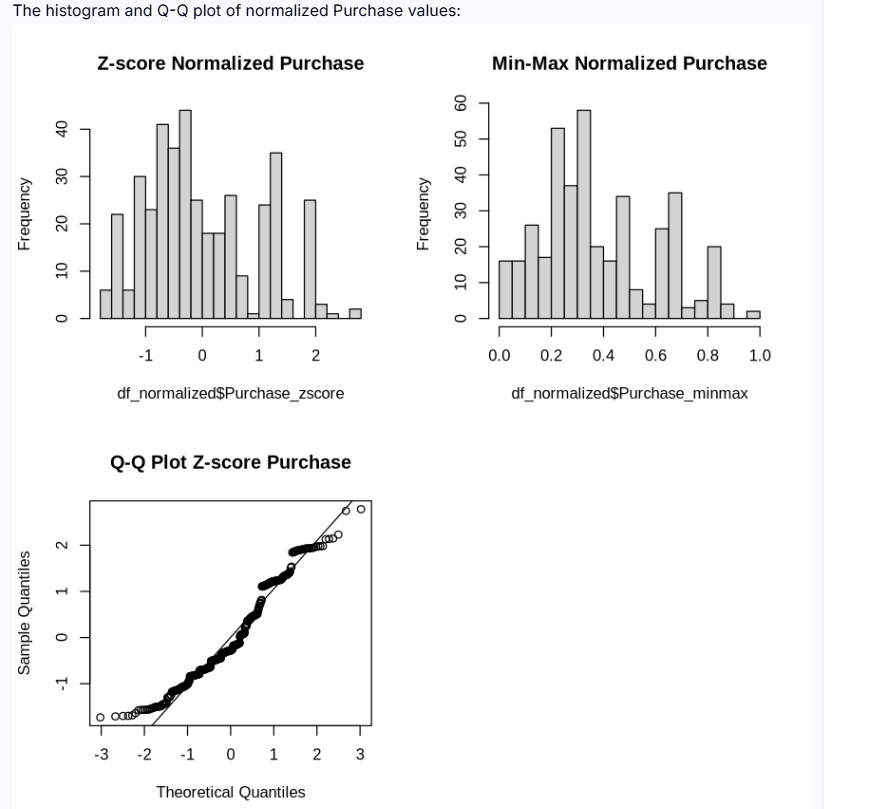 The histogram and Q-Q plot of normalized Purchase values:
Z-score Normalized Purchase
Frequency
0 10 20 30 40
-1 0 1 2
df_normalized$Purchase_zscore
Min-Max Normalized Purchase
Frequency
0 10 20 30 40 50 60
0.0 0.2 0.4 0.6 0.8 1.0
df_normalized$Purchase_minmax
Q-Q Plot Z-score Purchase
Sample Quantiles
-1 0 1 2
-3 -2 -1 0 1 2 3
Theoretical Quantiles